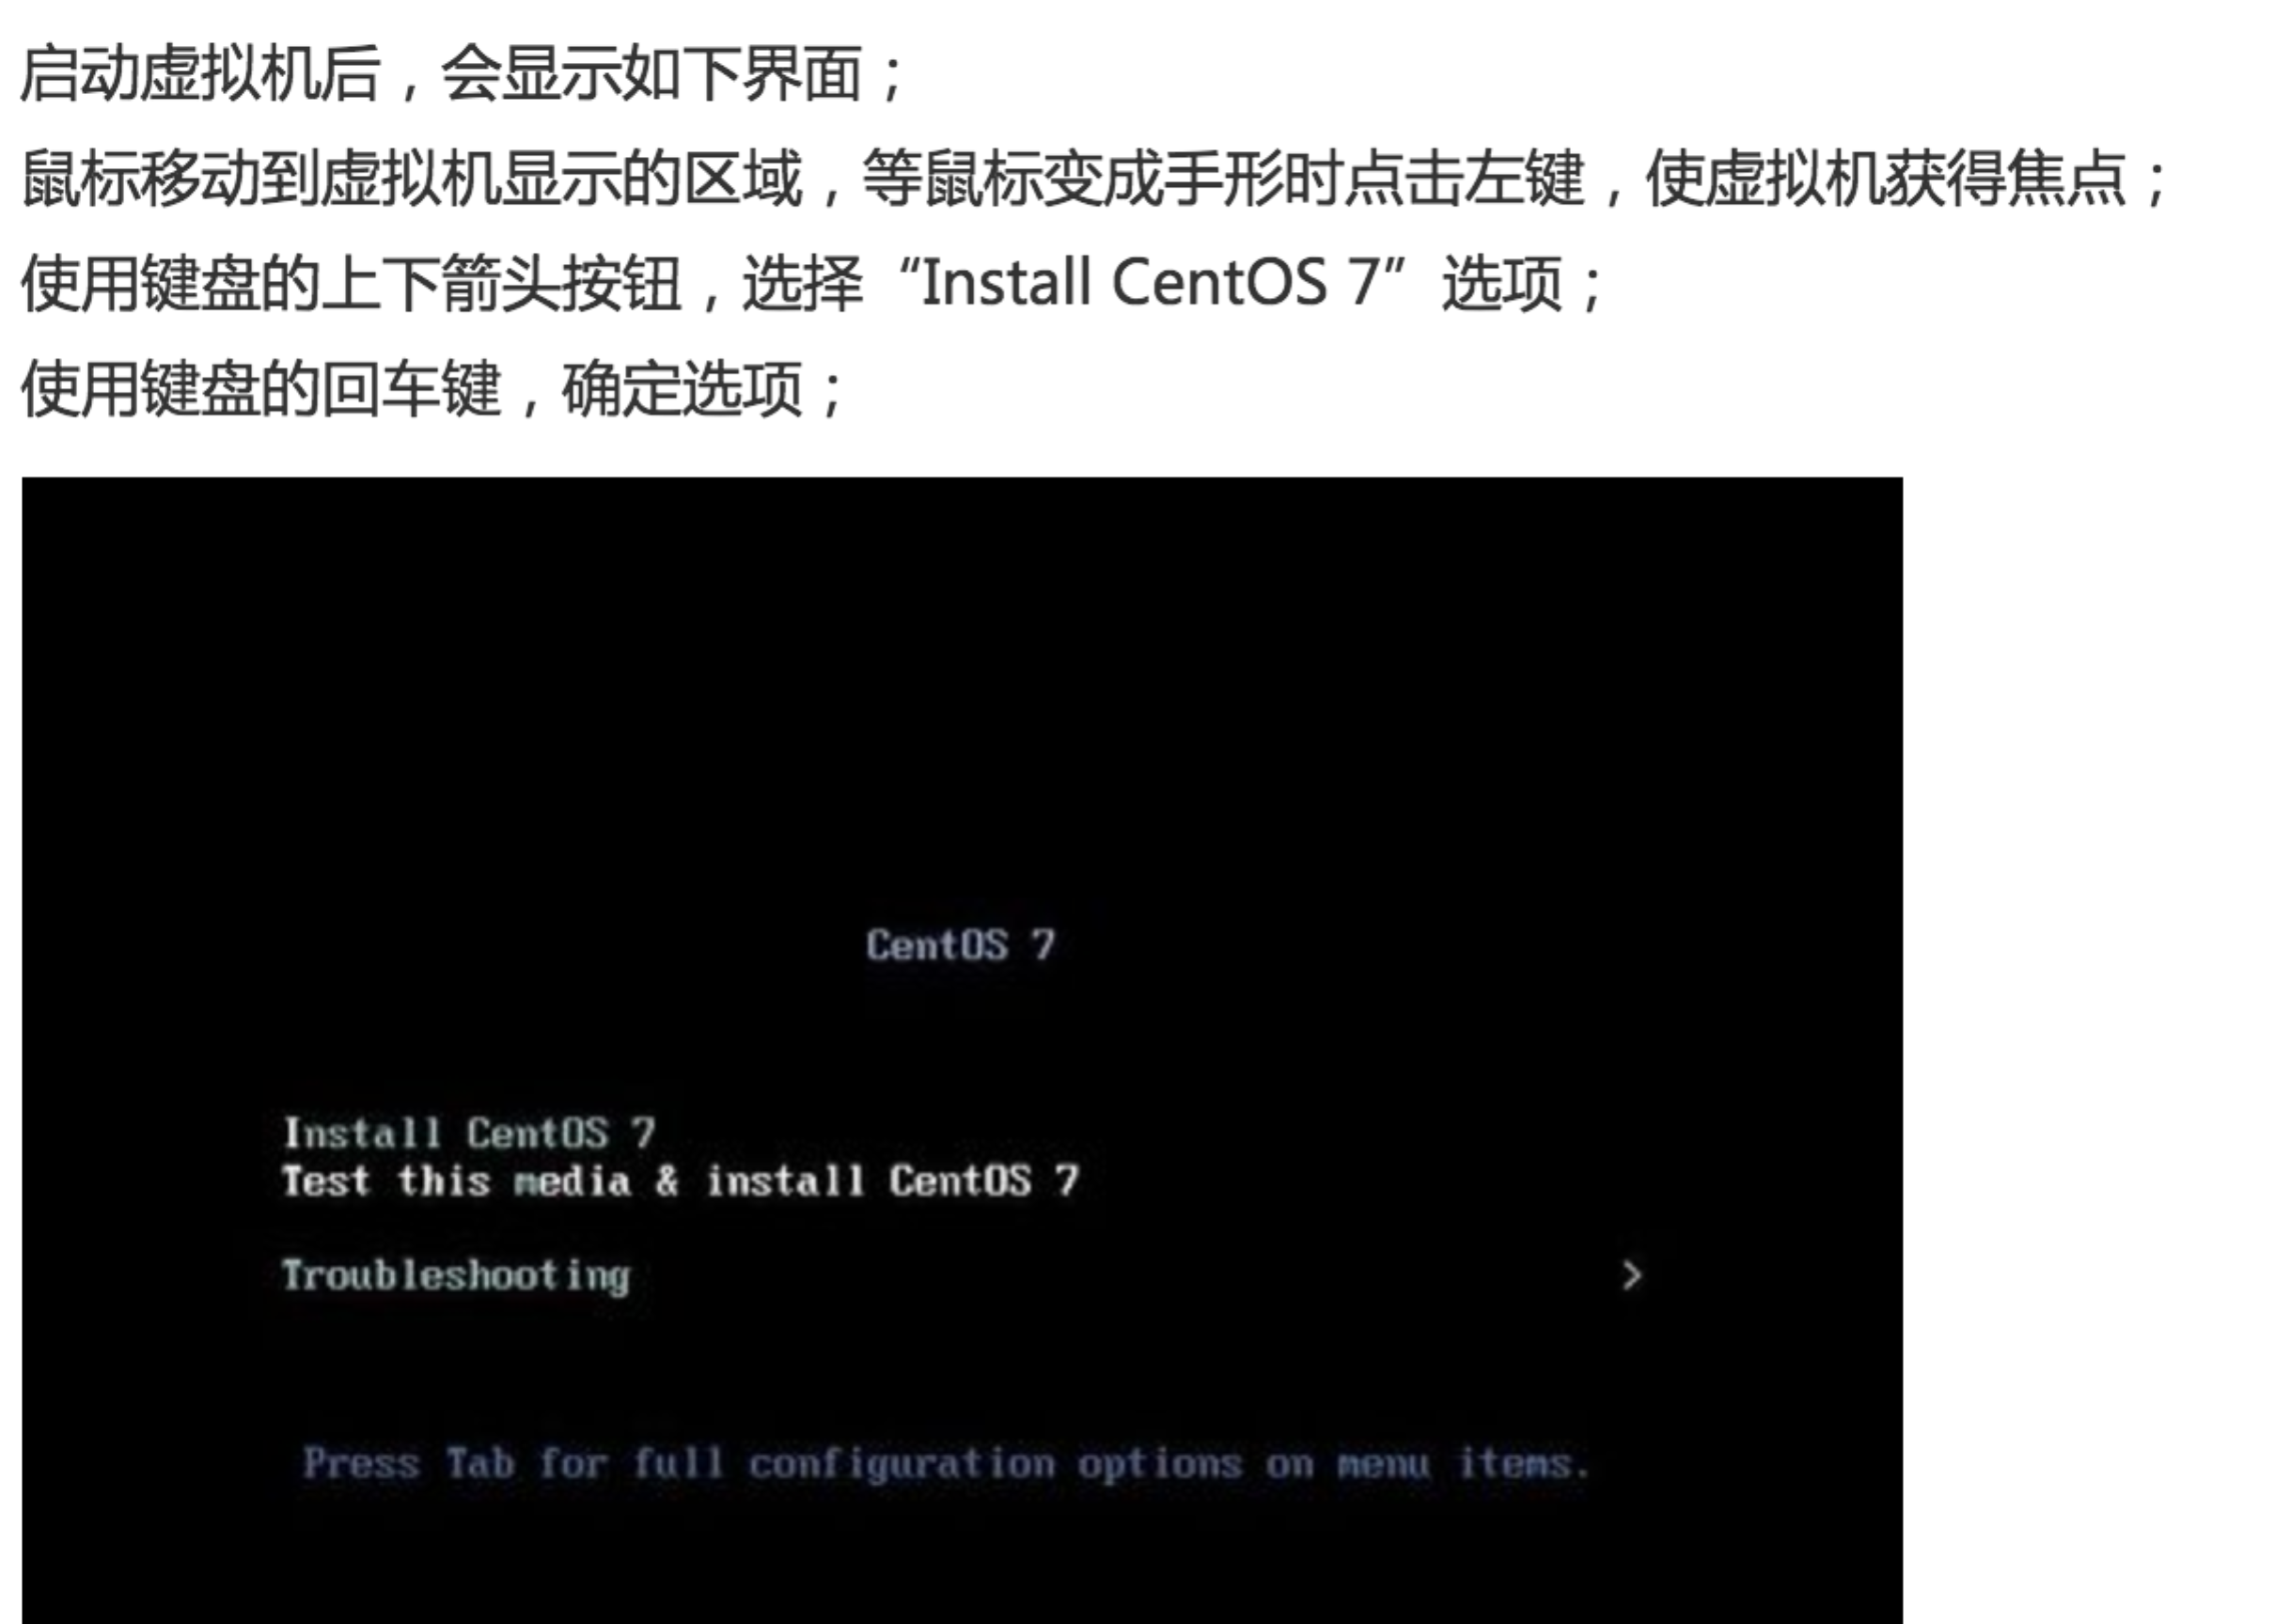 启动虚拟机后，会显示如下界面；
鼠标移动到虚拟机显示的区域，等鼠标变成手形时点击左键，使虚拟机获得焦点；
使用键盘的上下箭头按钮，选择“Install CentOS 7”选项；
使用键盘的回车键，确定选项；
CentOS 7
Install CentOS 7
Test this media & install CentOS 7
Troubleshooting >
Press Tab for full configuration options on menu items.